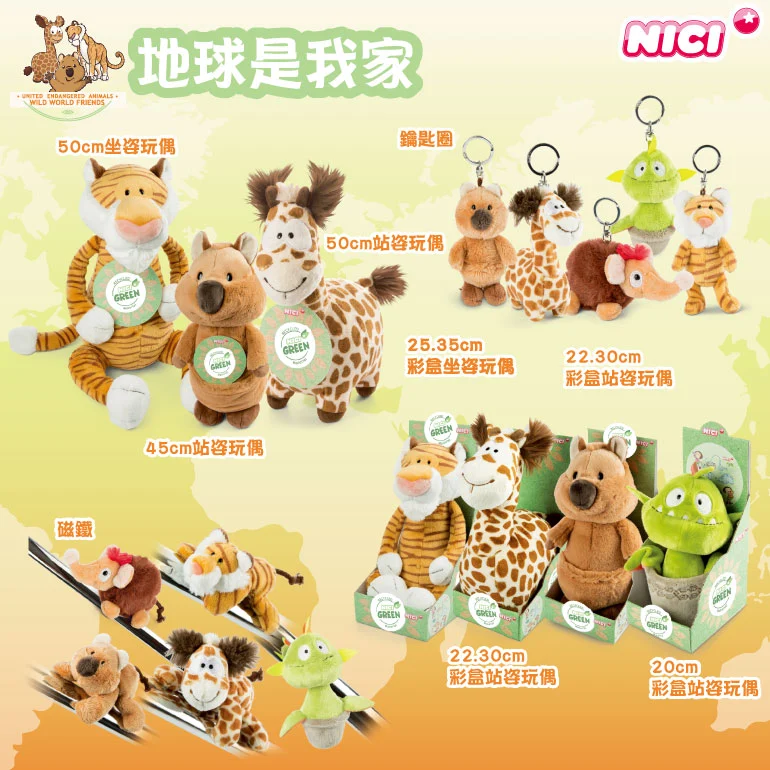 地球是我家
NICI
• UNITED ENDANGERED ANIMALS •
WILD WORLD FRIENDS
50cm坐姿玩偶
鑰匙圈
50cm站姿玩偶
GREEN
NICI
GREEN
GREEN
25.35cm
彩盒坐姿玩偶
22.30cm
彩盒站姿玩偶
45cm站姿玩偶
GREEN
NICI
磁鐵
GREEN
GREEN
GREEN
GREEN
22.30cm
彩盒站姿玩偶
20cm
彩盒站姿玩偶